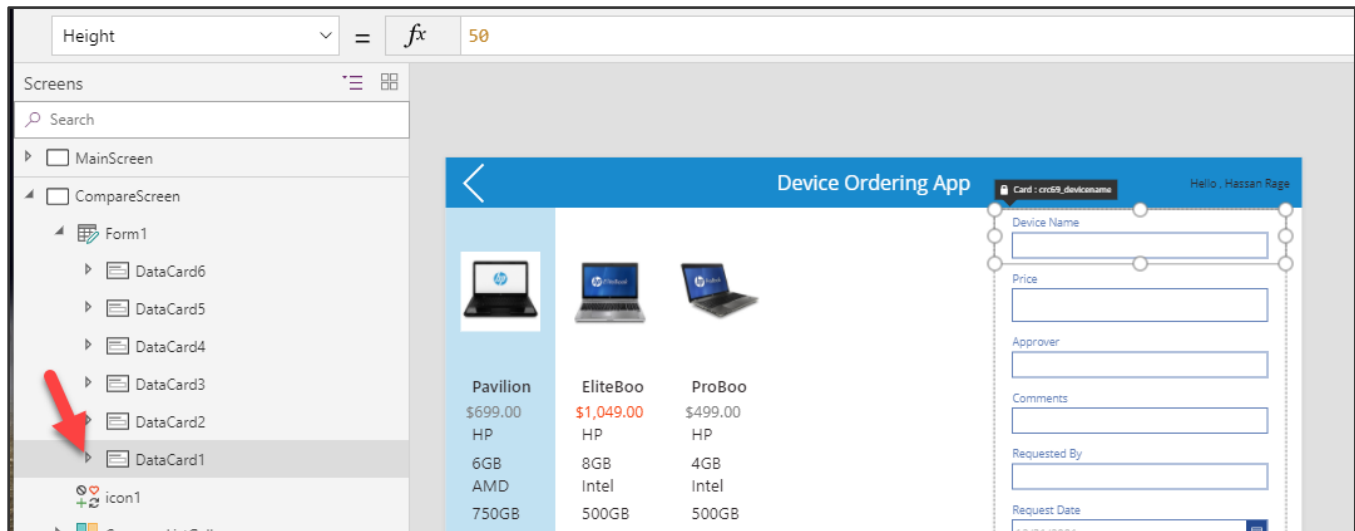 Height = fx 50
Screens
Search
MainScreen
CompareScreen
Form1
DataCard6
DataCard5
DataCard4
DataCard3
DataCard2
DataCard1
icon1
Device Ordering App
Card : crc69_devicename
Hello , Hassan Rage
Pavilion EliteBoo ProBoo
$699.00 $1,049.00 $499.00
HP HP HP
6GB 8GB 4GB
AMD Intel Intel
750GB 500GB 500GB
Device Name
Price
Approver
Comments
Requested By
Request Date